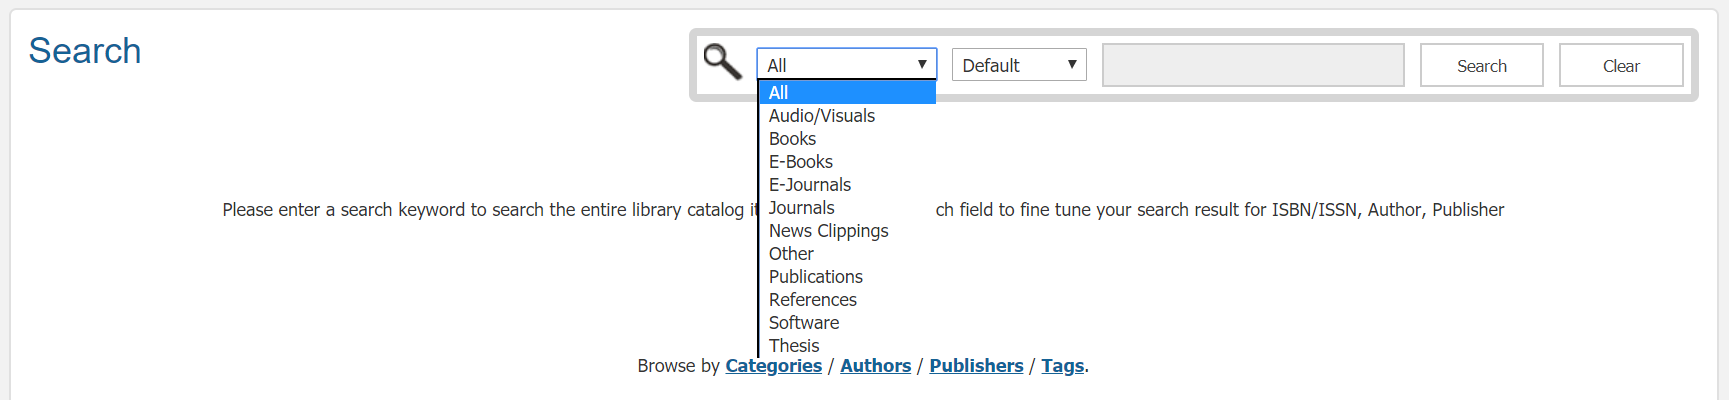 Search
All
Default
Search
Clear
All
Audio/Visuals
Books
E-Books
E-Journals
Journals
News Clippings
Other
Publications
References
Software
Thesis
Please enter a search keyword to search the entire library catalog ch field to fine tune your search result for ISBN/ISSN, Author, Publisher
Browse by Categories / Authors / Publishers / Tags.